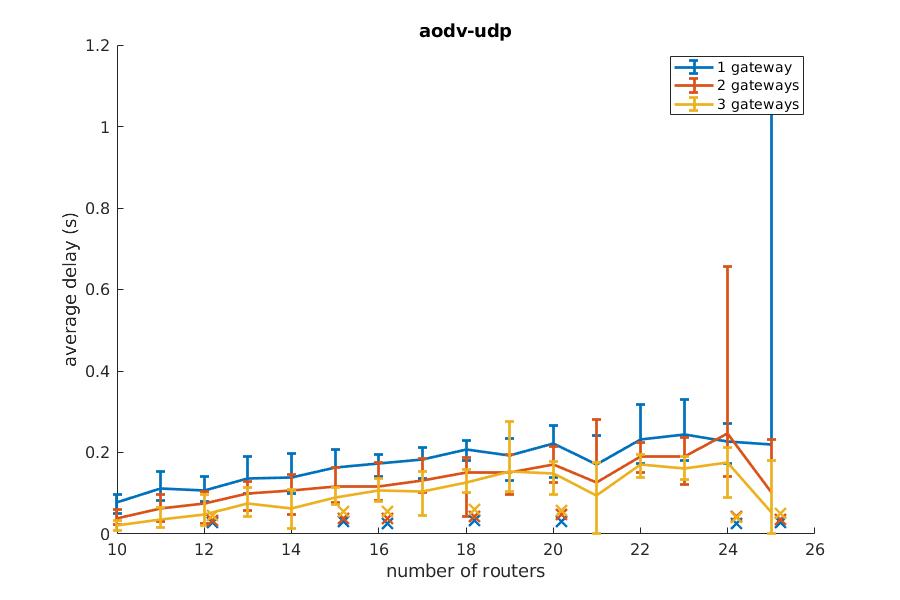 aodv-udp
1 gateway
2 gateways
3 gateways
average delay (s)
1.2
1
0.8
0.6
0.4
0.2
0
10 12 14 16 18 20 22 24 26
number of routers